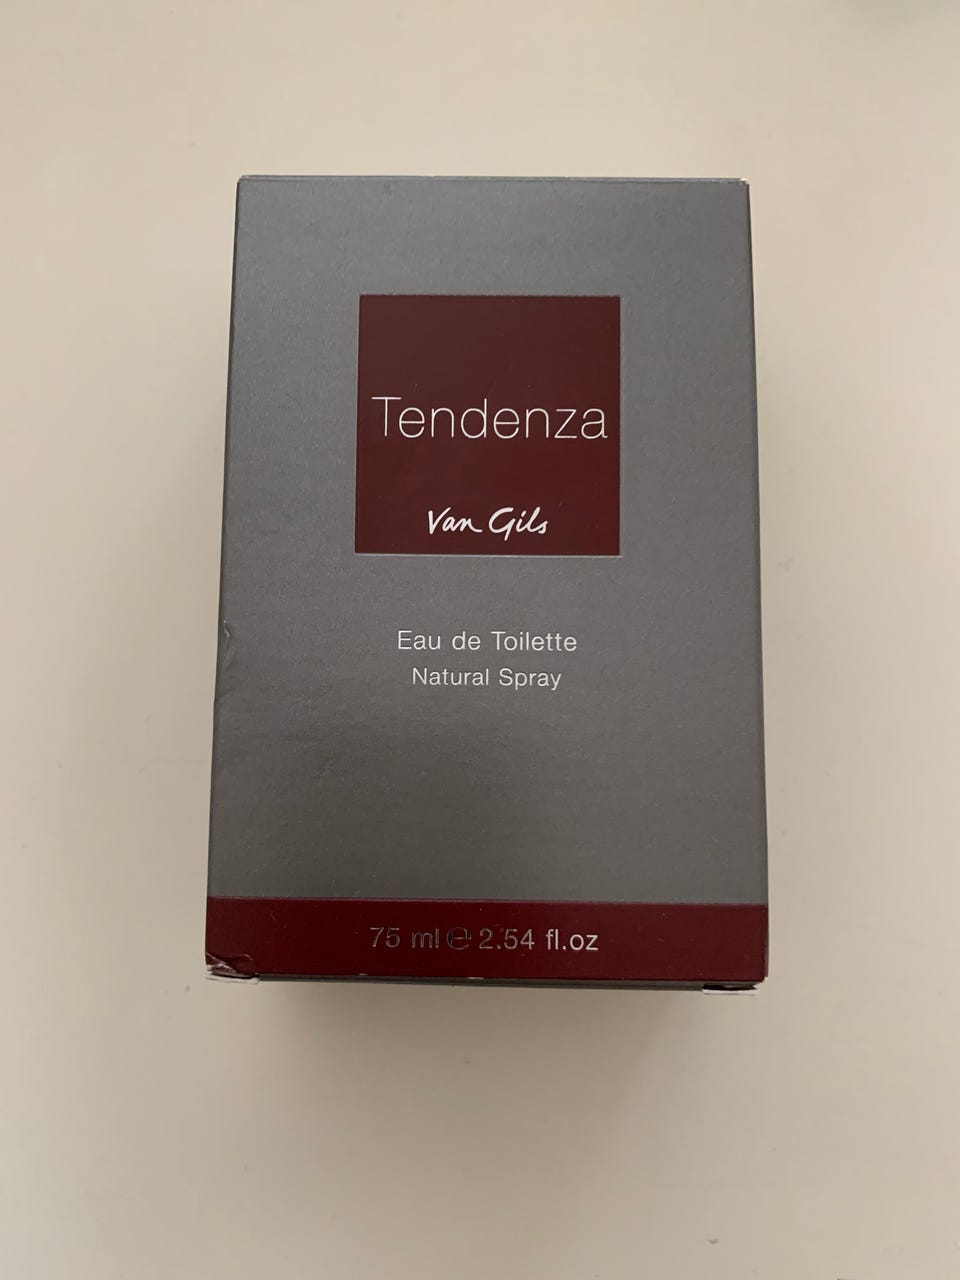 Tendenza
Van Gils
Eau de Toilette
Natural Spray
75 ml ℮ 2.54 fl.oz